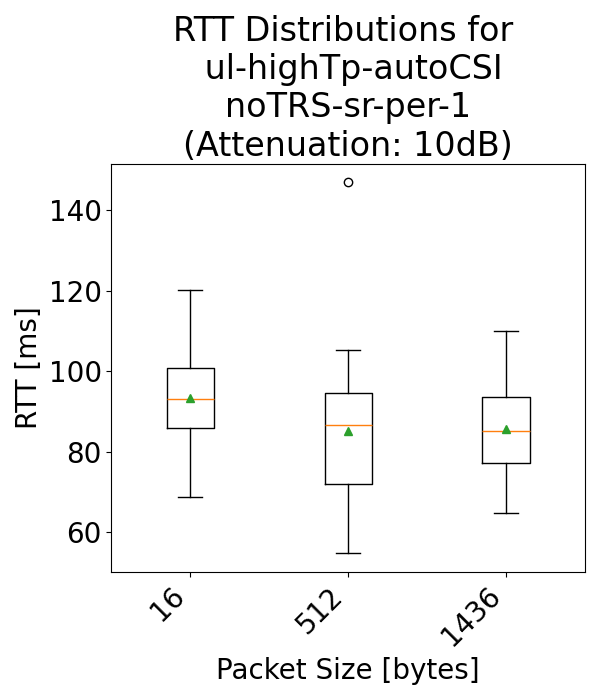 RTT Distributions for
ul-highTp-autoCSI
noTRS-sr-per-1
(Attenuation: 10dB)
RTT [ms]
140
120
100
80
60
16
512
1436
Packet Size [bytes]